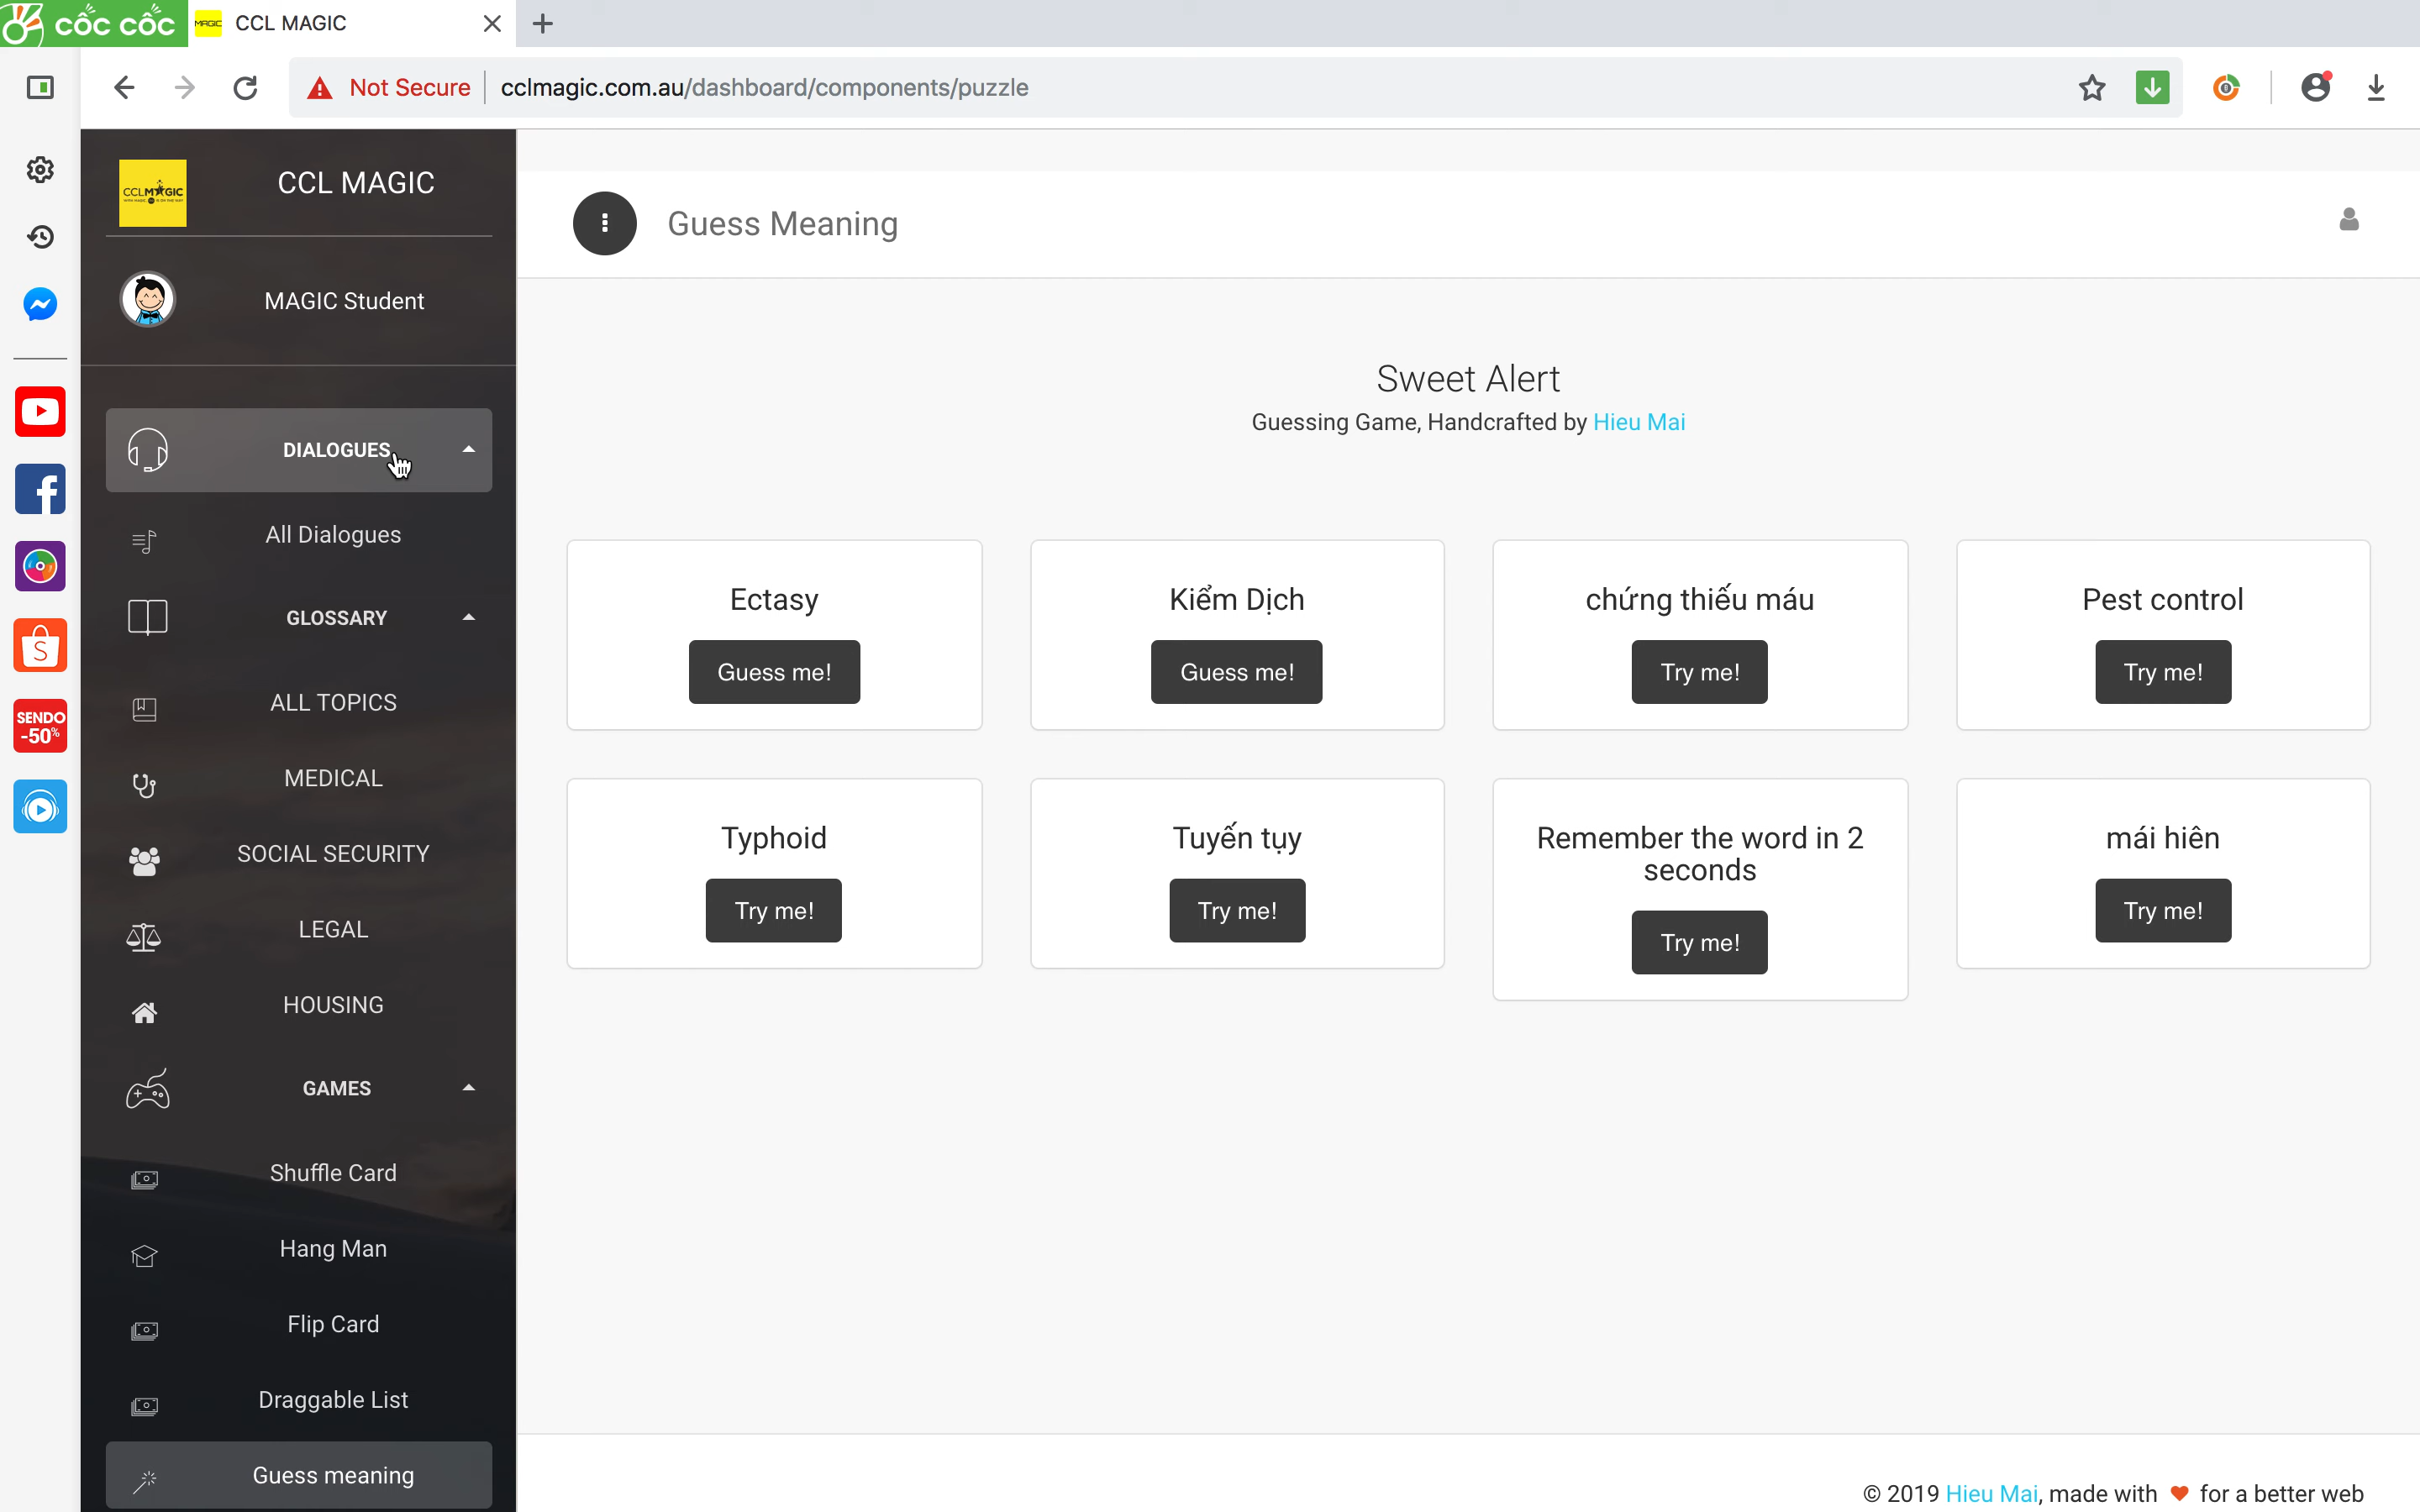 cốc cốc
MAGIC
CCL MAGIC
Not Secure
cclmagic.com.au/dashboard/components/puzzle
CCLMAGIC
CCL MAGIC
MAGIC Student
DIALOGUES
All Dialogues
GLOSSARY
ALL TOPICS
MEDICAL
SOCIAL SECURITY
LEGAL
HOUSING
GAMES
Shuffle Card
Hang Man
Flip Card
Draggable List
Guess meaning
SENDO
-50%
Guess Meaning
Sweet Alert
Guessing Game, Handcrafted by Hieu Mai
Ectasy
Guess me!
Kiểm Dịch
Guess me!
chứng thiếu máu
Try me!
Pest control
Try me!
Typhoid
Try me!
Tuyến tụy
Try me!
Remember the word in 2
seconds
Try me!
mái hiên
Try me!
© 2019 Hieu Mai, made with ♥ for a better web